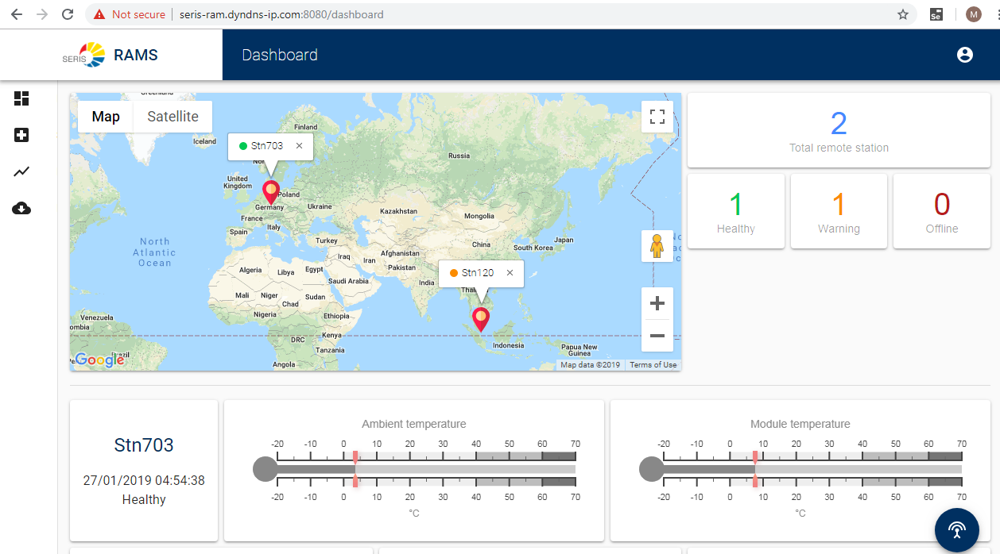 Not secure
seris-ram.dyndns-ip.com:8080/dashboard
Se
M
SERIS
RAMS
Dashboard
Map
Satellite
Greenland
Iceland
Finland
Stn703
Russia
United
Kingdom
Poland
Germany
Ukraine
France
Kazakhstan
Mongolia
Spain
Italy
Turkey
North
Atlantic
Ocean
Japan
China
South Korea
Afghanistan
Iraq
Iran
Pakistan
Algeria
Libya
Egypt
Saudi Arabia
India
Stn120
Thail
Mali
Niger
Sudan
Chad
Nigeria
Ethiopia
Venezuela
ombia
DRC
Kenya
Tanzania
Indonesia
Papua New
Guinea
Angola
Brazil
Pe
Google
Map data ©2019
Terms of Use
2
Total remote station
1
Healthy
1
Warning
0
Offline
Stn703
27/01/2019 04:54:38
Healthy
Ambient temperature
-20 -10 0 10 20 30 40 50 60 70
-20 -10 0 10 20 30 40 50 60 70
°C
Module temperature
-20 -10 0 10 20 30 40 50 60 70
-20 -10 0 10 20 30 40 50 60 70
°C